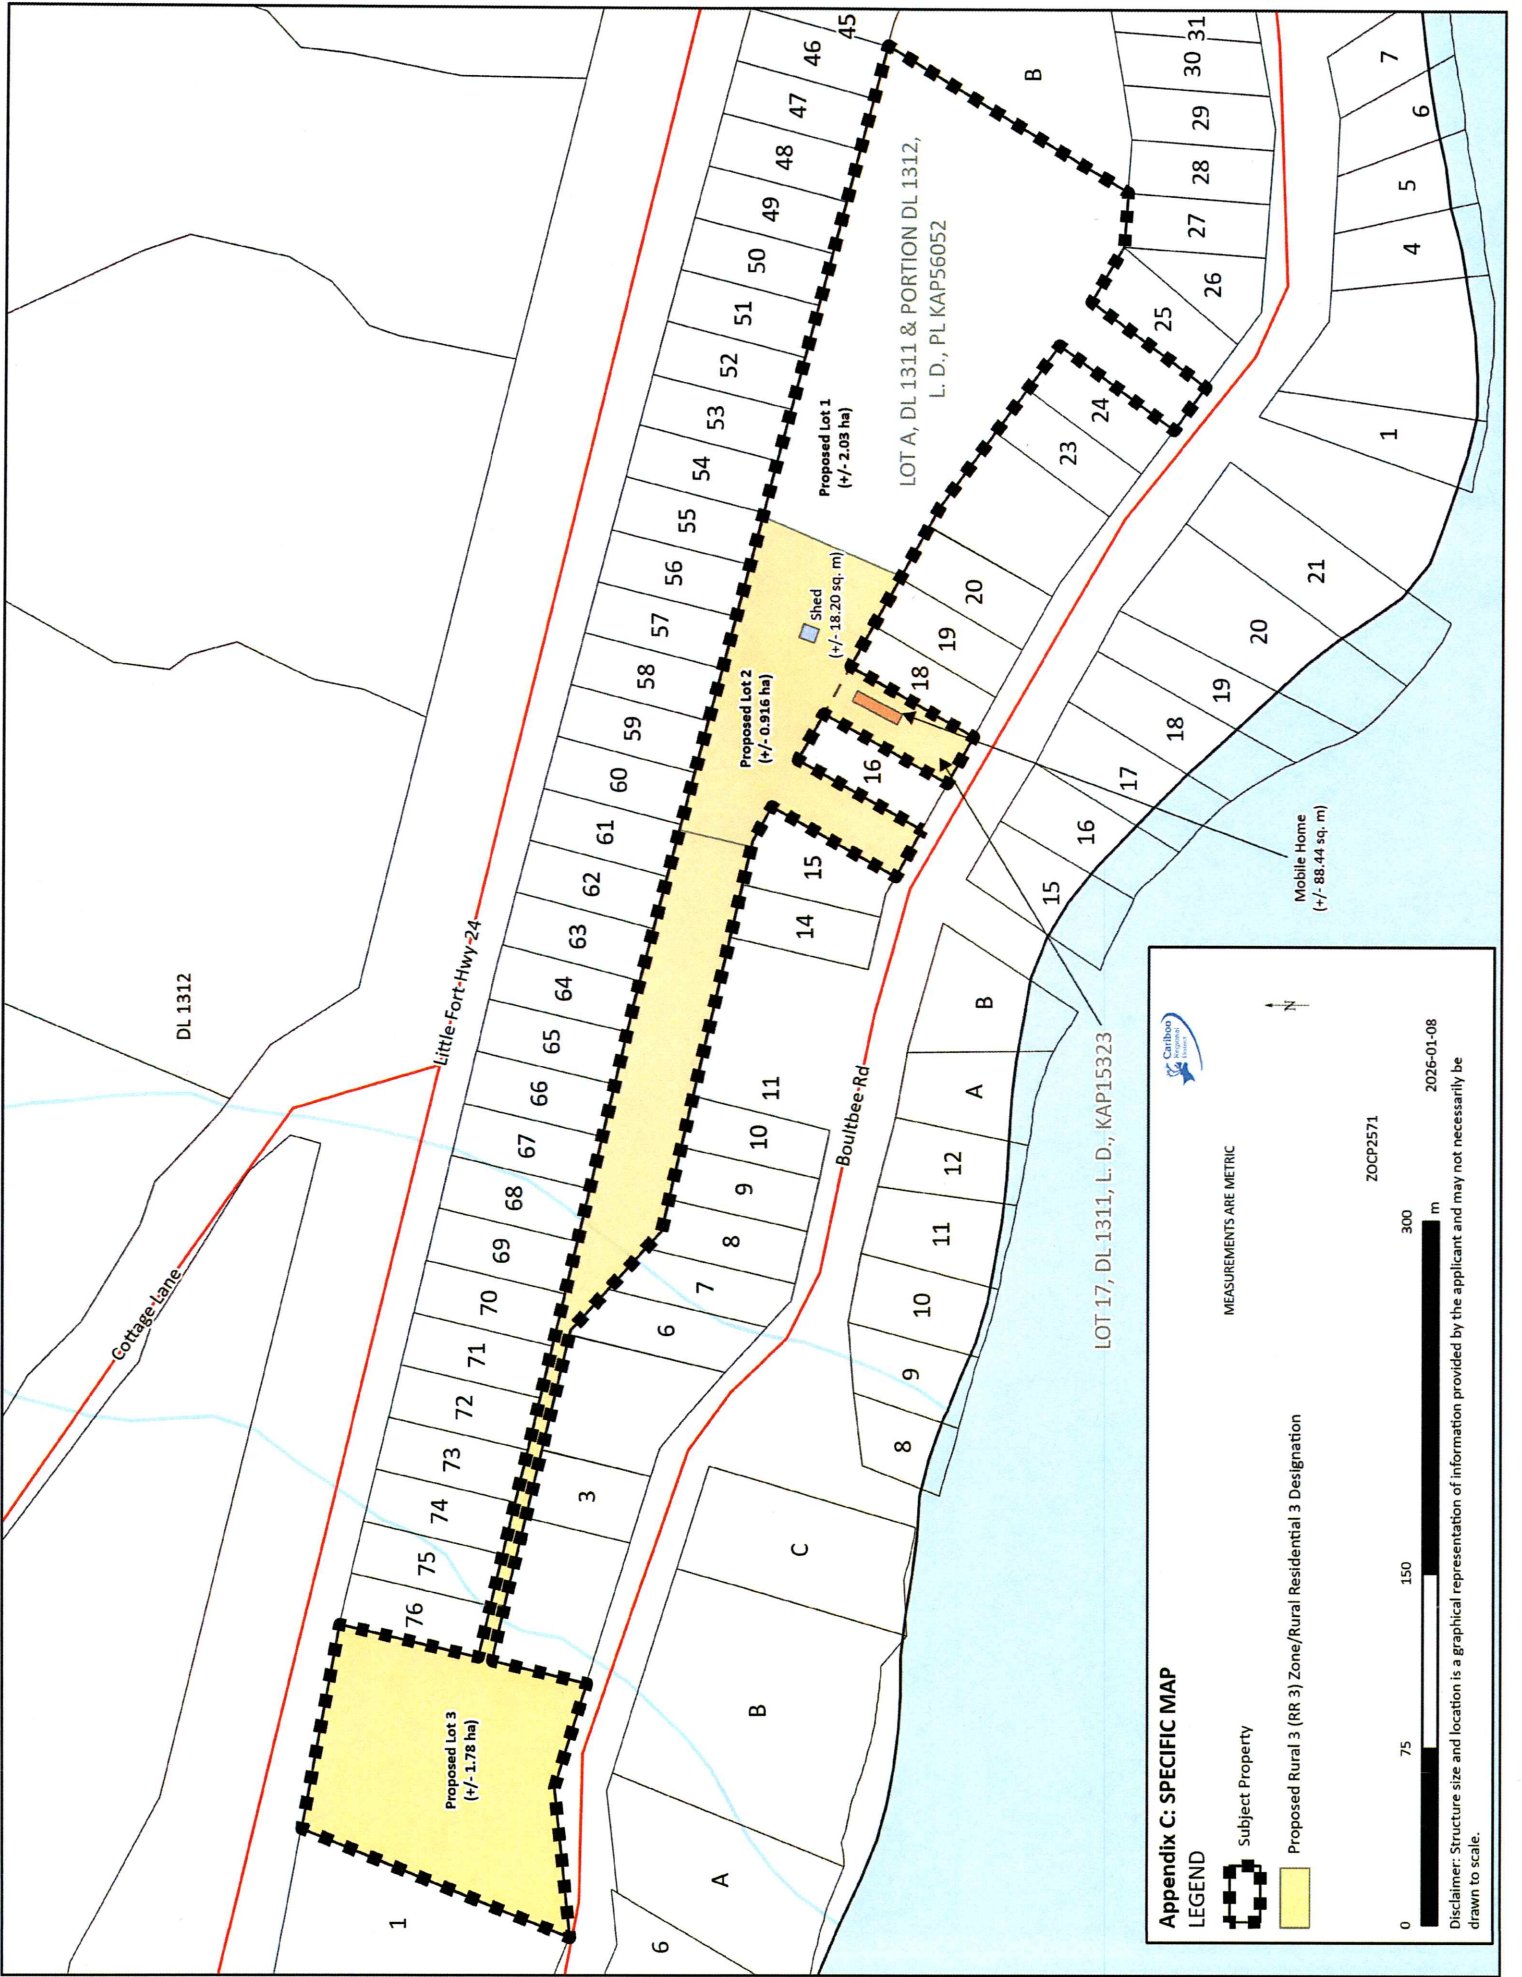 DL 1312
Cottage-Lane
Little-Fort-Hwy-24
Boultbee-Rd
1
76
75
74
73
72
71
70
69
68
67
66
65
64
63
62
61
60
59
58
57
56
55
54
53
52
51
50
49
48
47
46
45
Proposed Lot 3
(+/- 1.78 ha)
Proposed Lot 2
(+/- 0.916 ha)
Shed
(+/- 18.20 sq. m)
Proposed Lot 1
(+/- 2.03 ha)
LOT A, DL 1311 & PORTION DL 1312,
L. D., PL KAP56052
B
3
6
7
8
9
10
11
14
15
16
18
19
20
23
24
25
26
27
28
29
30
31
6
A
B
C
8
9
10
11
12
A
B
15
16
17
18
19
20
21
1
4
5
6
7
Mobile Home
(+/- 88.44 sq. m)
LOT 17, DL 1311, L. D., KAP15323
Appendix C: SPECIFIC MAP
LEGEND
Subject Property
Proposed Rural 3 (RR 3) Zone/Rural Residential 3 Designation
MEASUREMENTS ARE METRIC
Cariboo
Regional
District
N
ZOCP2571
0
75
150
300
m
2026-01-08
Disclaimer: Structure size and location is a graphical representation of information provided by the applicant and may not necessarily be
drawn to scale.